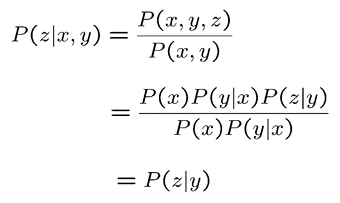 P(z|x, y) = P(x, y, z) / P(x, y)
= P(x)P(y|x)P(z|y) / P(x)P(y|x)
= P(z|y)